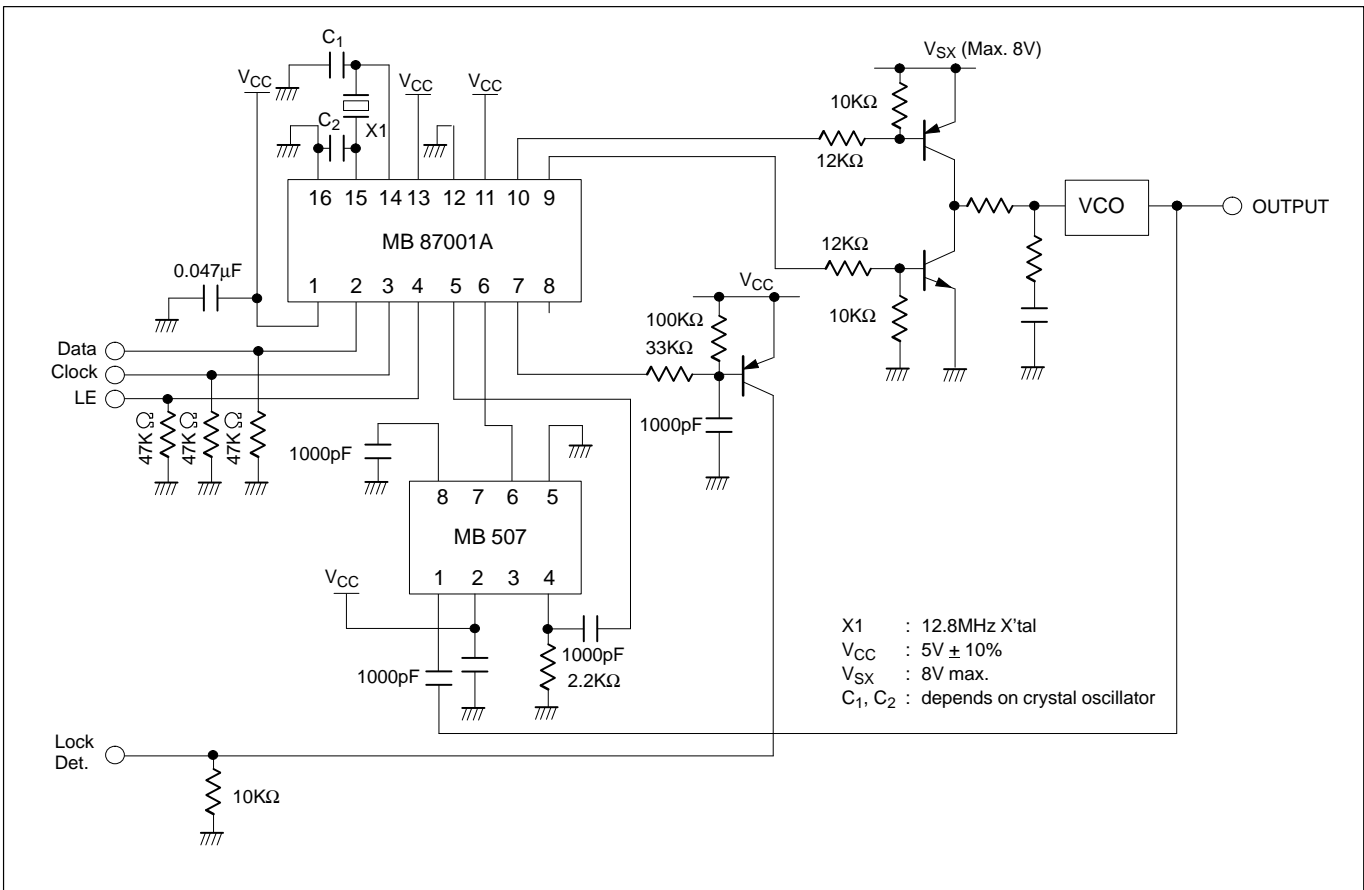 C1
VCC
VCC
VCC
C2
X1
VSX (Max. 8V)
10KΩ
12KΩ
16 15 14 13 12 11 10 9
MB 87001A
1 2 3 4 5 6 7 8
VCO
OUTPUT
12KΩ
10KΩ
0.047µF
VCC
100KΩ
33KΩ
1000pF
Data
Clock
LE
47KΩ
47KΩ
47KΩ
1000pF
8 7 6 5
MB 507
1 2 3 4
VCC
1000pF
1000pF
2.2KΩ
X1 : 12.8MHz X'tal
VCC : 5V ± 10%
VSX : 8V max.
C1, C2 : depends on crystal oscillator
Lock
Det.
10KΩ